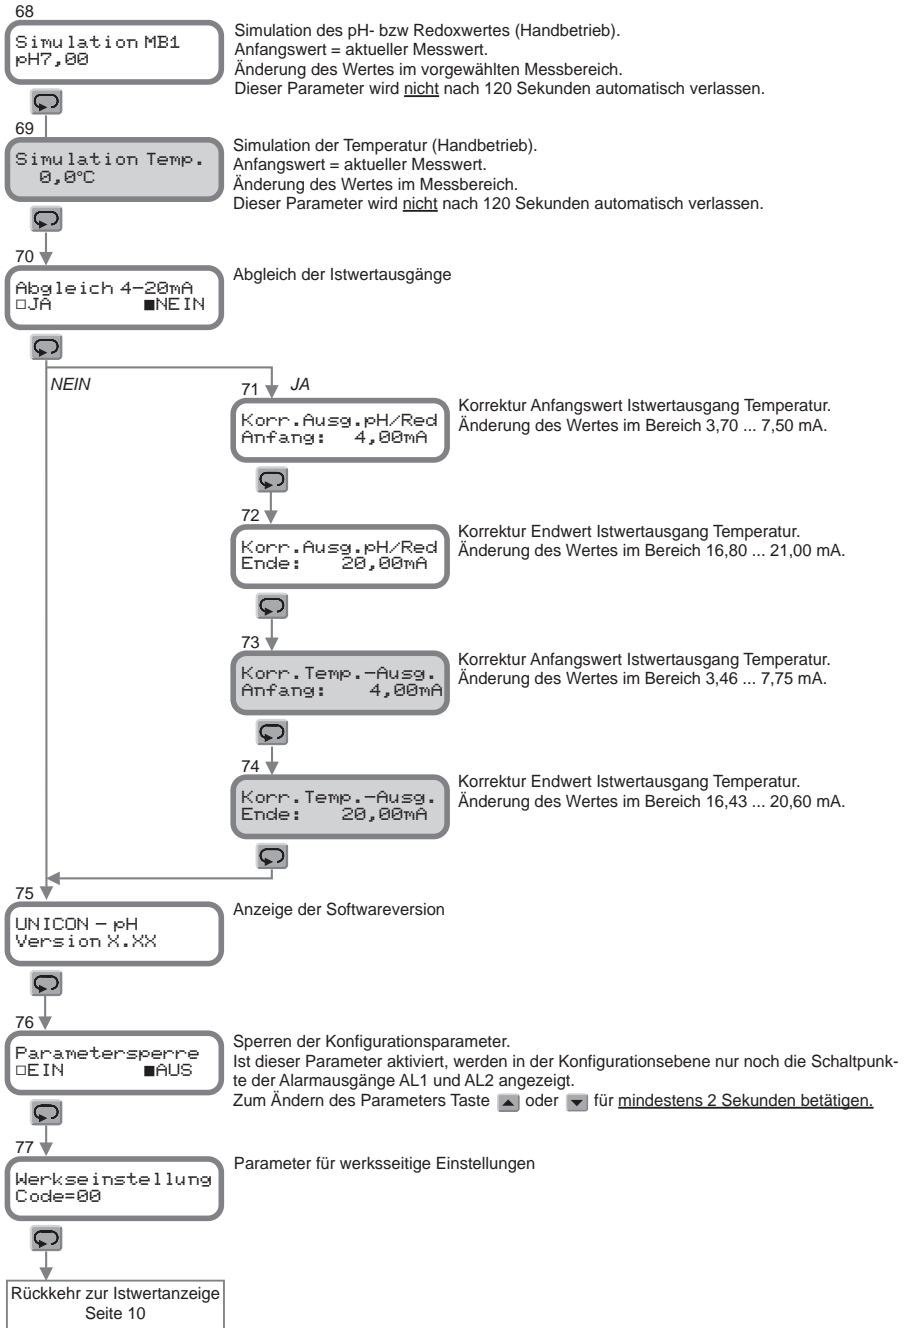 68
Simulation MB1
pH7,00
Simulation des pH- bzw Redoxwertes (Handbetrieb).
Anfangswert = aktueller Messwert.
Änderung des Wertes im vorgewählten Messbereich.
Dieser Parameter wird nicht nach 120 Sekunden automatisch verlassen.
69
Simulation Temp.
0,0°C
Simulation der Temperatur (Handbetrieb).
Anfangswert = aktueller Messwert.
Änderung des Wertes im Messbereich.
Dieser Parameter wird nicht nach 120 Sekunden automatisch verlassen.
70
Abgleich 4-20mA
□JA ■NEIN
Abgleich der Istwertausgänge
NEIN
JA
71
Korr.Ausg.pH/Red
Anfang: 4,00mA
Korrektur Anfangswert Istwertausgang Temperatur.
Änderung des Wertes im Bereich 3,70 ... 7,50 mA.
72
Korr.Ausg.pH/Red
Ende: 20,00mA
Korrektur Endwert Istwertausgang Temperatur.
Änderung des Wertes im Bereich 16,80 ... 21,00 mA.
73
Korr.Temp.-Ausg.
Anfang: 4,00mA
Korrektur Anfangswert Istwertausgang Temperatur.
Änderung des Wertes im Bereich 3,46 ... 7,75 mA.
74
Korr.Temp.-Ausg.
Ende: 20,00mA
Korrektur Endwert Istwertausgang Temperatur.
Änderung des Wertes im Bereich 16,43 ... 20,60 mA.
75
UNICON - pH
Version X.XX
Anzeige der Softwareversion
76
Parametersperre
□EIN ■AUS
Sperren der Konfigurationsparameter.
Ist dieser Parameter aktiviert, werden in der Konfigurationsebene nur noch die Schaltpunk-
te der Alarmausgänge AL1 und AL2 angezeigt.
Zum Ändern des Parameters Taste ▲ oder ▼ für mindestens 2 Sekunden betätigen.
77
Werkseinstellung
Code=00
Parameter für werksseitige Einstellungen
Rückkehr zur Istwertanzeige
Seite 10